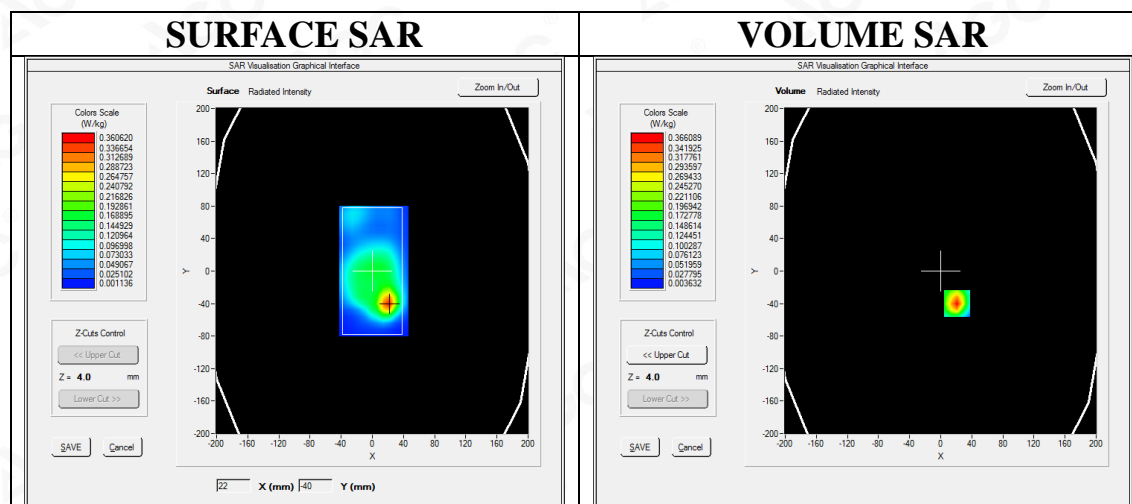 SURFACE SAR
SAR Visualisation Graphical Interface
Surface Radiated Intensity
Zoom In/Out
Colors Scale
(W/kg)
0.360620
0.336654
0.312689
0.288723
0.264757
0.240792
0.216826
0.192861
0.168895
0.144929
0.120964
0.096998
0.073033
0.049067
0.025102
0.001136
Z-Cuts Control
<< Upper Cut
Z = 4.0 mm
Lower Cut >>
SAVE Cancel
200
160
120
80
40
0
-40
-80
-120
-160
-200
Y
-200 -160 -120 -80 -40 0 40 80 120 160 200
X
22 X (mm) -40 Y (mm)
VOLUME SAR
SAR Visualisation Graphical Interface
Volume Radiated Intensity
Zoom In/Out
Colors Scale
(W/kg)
0.366089
0.341925
0.317761
0.293597
0.269433
0.245270
0.221106
0.196942
0.172778
0.148614
0.124451
0.100287
0.076123
0.051959
0.027795
0.003632
Z-Cuts Control
<< Upper Cut
Z = 4.0 mm
Lower Cut >>
SAVE Cancel
200
160
120
80
40
0
-40
-80
-120
-160
-200
Y
-200 -160 -120 -80 -40 0 40 80 120 160 200
X